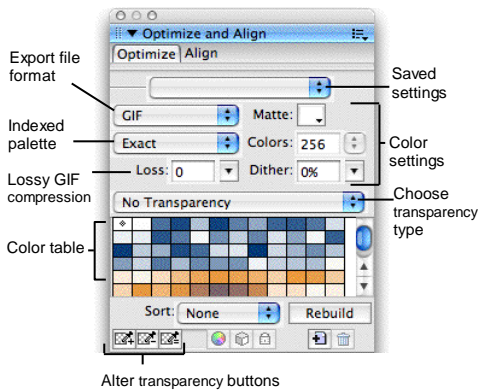 Optimize and Align
Optimize Align
Export file
format
Saved
settings
GIF
Matte:
Indexed
palette
Exact
Colors: 256
Color
settings
Lossy GIF
compression
Loss: 0
Dither: 0%
No Transparency
Choose
transparency
type
Color table
Sort: None
Rebuild
Alter transparency buttons